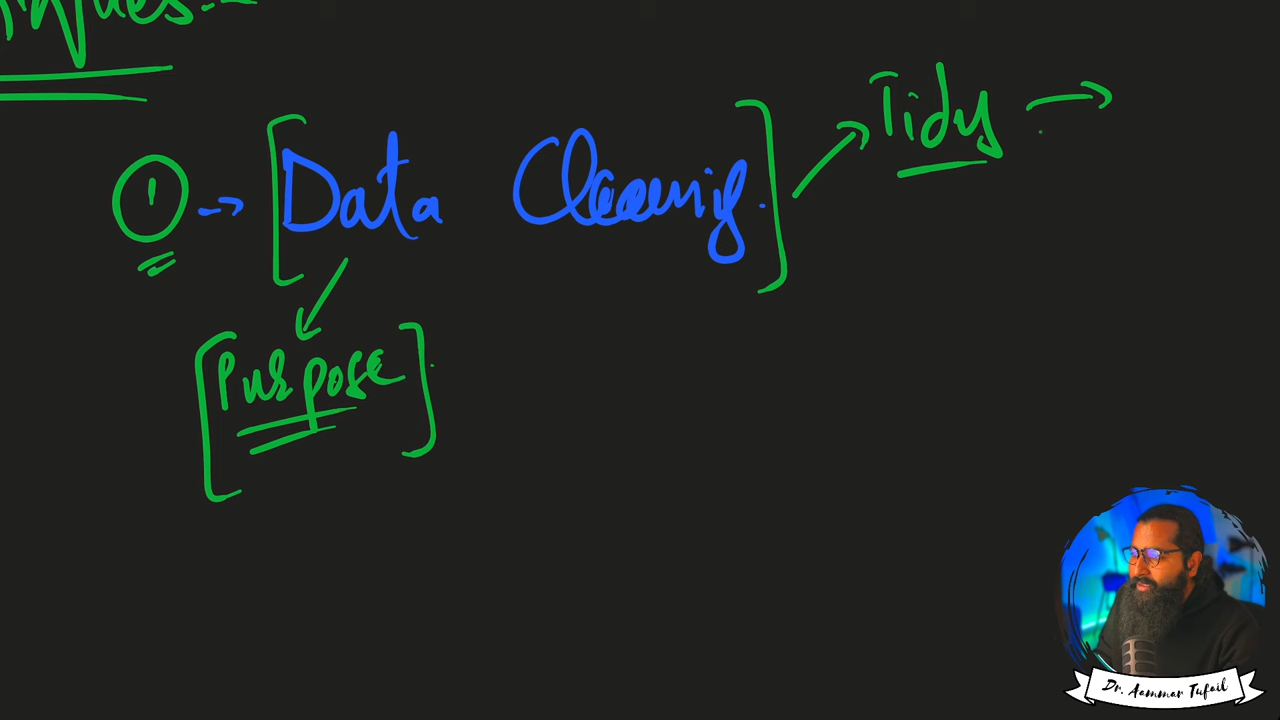 ① → [Data Cleaning.] → Tidy →
[Purpose].
Dr. Aammar Tufail